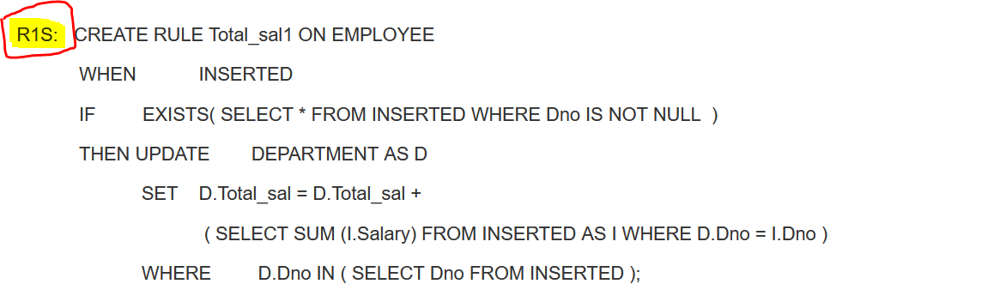 R1S: CREATE RULE Total_sal1 ON EMPLOYEE
WHEN INSERTED
IF EXISTS( SELECT * FROM INSERTED WHERE Dno IS NOT NULL )
THEN UPDATE DEPARTMENT AS D
SET D.Total_sal = D.Total_sal +
( SELECT SUM (I.Salary) FROM INSERTED AS I WHERE D.Dno = I.Dno )
WHERE D.Dno IN ( SELECT Dno FROM INSERTED );